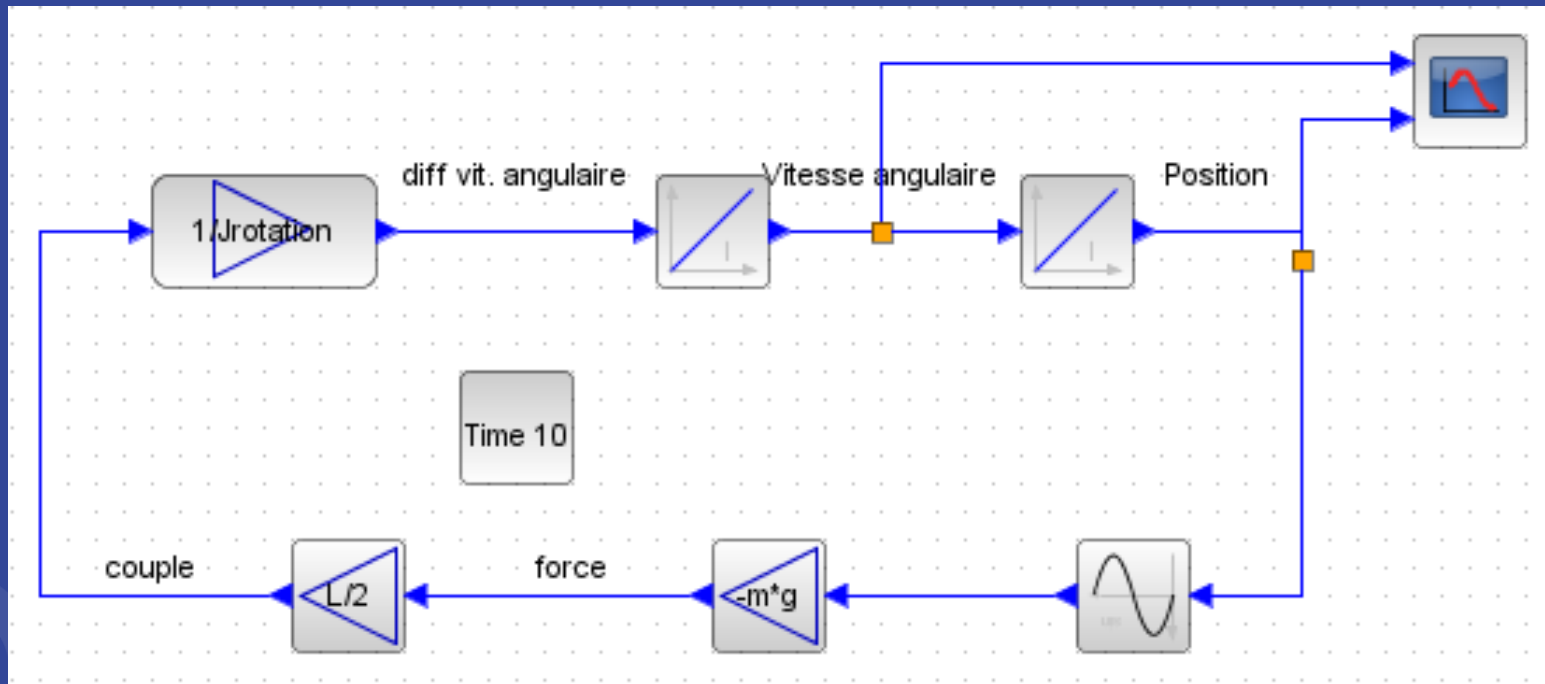 diff vit. angulaire
Vitesse angulaire
Position
1/Jrotation
Time 10
couple
force
L/2
-m*g